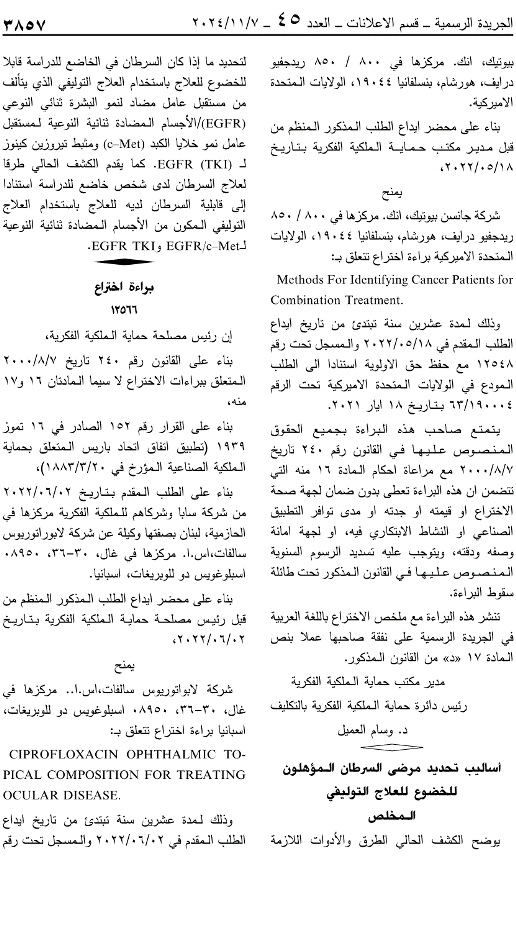 الجريدة الرسمية ـ قسم الاعلانات ـ العدد ٤٥ ـ ٢٠٢٤/١١/٧
٣٨٥٧
بيوتيك، انك. مركزها في ٨٠٠ / ٨٥٠ ريدجفيو
درايف، هورشام، بنسلفانيا ١٩٠٤٤، الولايات المتحدة
الاميركية.
بناء على محضر ايداع الطلب المذكور المنظم من
قبل مدير مكتب حماية الملكية الفكرية بتاريخ
٢٠٢٢/٠٥/١٨،
يمنح
شركة جانسن بيوتيك، انك. مركزها في ٨٠٠ / ٨٥٠
ريدجفيو درايف، هورشام، بنسلفانيا ١٩٠٤٤، الولايات
المتحدة الاميركية براءة اختراع تتعلق بـ:
Methods For Identifying Cancer Patients for
Combination Treatment.
وذلك لمدة عشرين سنة تبتدئ من تاريخ ايداع
الطلب المقدم في ٢٠٢٢/٠٥/١٨ والمسجل تحت رقم
١٢٥٤٨ مع حفظ حق الاولوية استنادا الى الطلب
المودع في الولايات المتحدة الاميركية تحت الرقم
٦٣/١٩٠٠٠٤ بتاريخ ١٨ ايار ٢٠٢١.
يتمتع صاحب هذه البراءة بجميع الحقوق
المنصوص عليها في القانون رقم ٢٤٠ تاريخ
٢٠٠٠/٨/٧ مع مراعاة احكام المادة ١٦ منه التي
تتضمن ان هذه البراءة تعطى بدون ضمان لجهة صحة
الاختراع او قيمته او جدته او مدى توافر التطبيق
الصناعي او النشاط الابتكاري فيه، او لجهة امانة
وصفه ودقته، ويتوجب عليه تسديد الرسوم السنوية
المنصوص عليها في القانون المذكور تحت طائلة
سقوط البراءة.
تنشر هذه البراءة مع ملخص الاختراع باللغة العربية
في الجريدة الرسمية على نفقة صاحبها عملا بنص
المادة ١٧ «د» من القانون المذكور.
مدير مكتب حماية الملكية الفكرية
رئيس دائرة حماية الملكية الفكرية بالتكليف
د. وسام العميل
أساليب تحديد مرضى السرطان المؤهلون
للخضوع للعلاج التوليفي
المخلص
يوضح الكشف الحالي الطرق والأدوات اللازمة
لتحديد ما إذا كان السرطان في الخاضع للدراسة قابلا
للخضوع للعلاج باستخدام العلاج التوليفي الذي يتألف
من مستقبل عامل مضاد لنمو البشرة ثنائي النوعي
(EGFR)/الأجسام المضادة ثنائية النوعية لمستقبل
عامل نمو خلايا الكبد (c–Met) ومثبط تيروزين كينوز
لـ EGFR (TKI). كما يقدم الكشف الحالي طرقا
لعلاج السرطان لدى شخص خاضع للدراسة استنادا
إلى قابلية السرطان لديه للعلاج باستخدام العلاج
التوليفي المكون من الأجسام المضادة ثنائية النوعية
لـEGFR/c–Met وEGFR TKI.
براءة اختراع
١٢٥٦٦
إن رئيس مصلحة حماية الملكية الفكرية،
بناء على القانون رقم ٢٤٠ تاريخ ٢٠٠٠/٨/٧
المتعلق ببراءات الاختراع لا سيما المادتان ١٦ و١٧
منه،
بناء على القرار رقم ١٥٢ الصادر في ١٦ تموز
١٩٣٩ (تطبيق اتفاق اتحاد باريس المتعلق بحماية
الملكية الصناعية المؤرخ في ١٨٨٣/٣/٢٠)،
بناء على الطلب المقدم بتاريخ ٢٠٢٢/٠٦/٠٢
من شركة سابا وشركاهم للملكية الفكرية مركزها في
الحازمية، لبنان بصفتها وكيلة عن شركة لابوراتوريوس
سالفات،اس.ا. مركزها في غال، ٣٠-٣٦، ٠٨٩٥٠
اسبلوغويس دو للوبريغات، اسبانيا.
بناء على محضر ايداع الطلب المذكور المنظم من
قبل رئيس مصلحة حماية الملكية الفكرية بتاريخ
٢٠٢٢/٠٦/٠٢،
يمنح
شركة لابواتوريوس سالفات،اس.ا.. مركزها في
غال، ٣٠-٣٦، ٠٨٩٥٠ اسبلوغويس دو للوبريغات،
اسبانيا براءة اختراع تتعلق بـ:
CIPROFLOXACIN OPHTHALMIC TO-
PICAL COMPOSITION FOR TREATING
OCULAR DISEASE.
وذلك لمدة عشرين سنة تبتدئ من تاريخ ايداع
الطلب المقدم في ٢٠٢٢/٠٦/٠٢ والمسجل تحت رقم